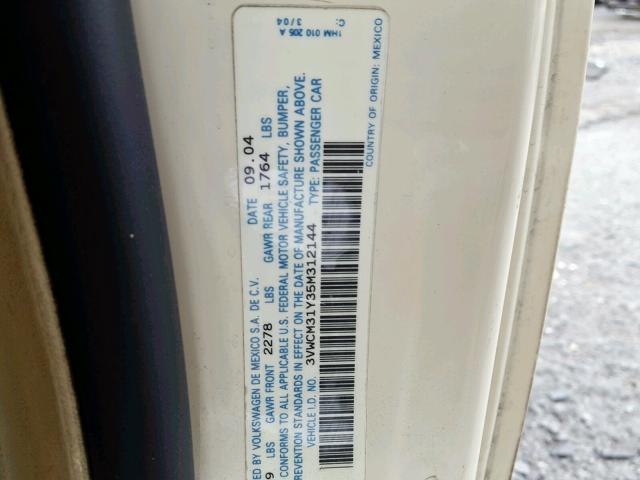 ED BY VOLKSWAGEN DE MEXICO S.A. DE C.V. DATE 09.04
9 LBS GAWR FRONT 2278 LBS GAWR REAR 1764 LBS
CONFORMS TO ALL APPLICABLE U.S. FEDERAL MOTOR VEHICLE SAFETY, BUMPER,
REVENTION STANDARDS IN EFFECT ON THE DATE OF MANUFACTURE SHOWN ABOVE.
VEHICLE I.D. NO. 3VWCM31Y35M312144 TYPE: PASSENGER CAR
COUNTRY OF ORIGIN: MEXICO
1HM 010 205 A
3/04 C: